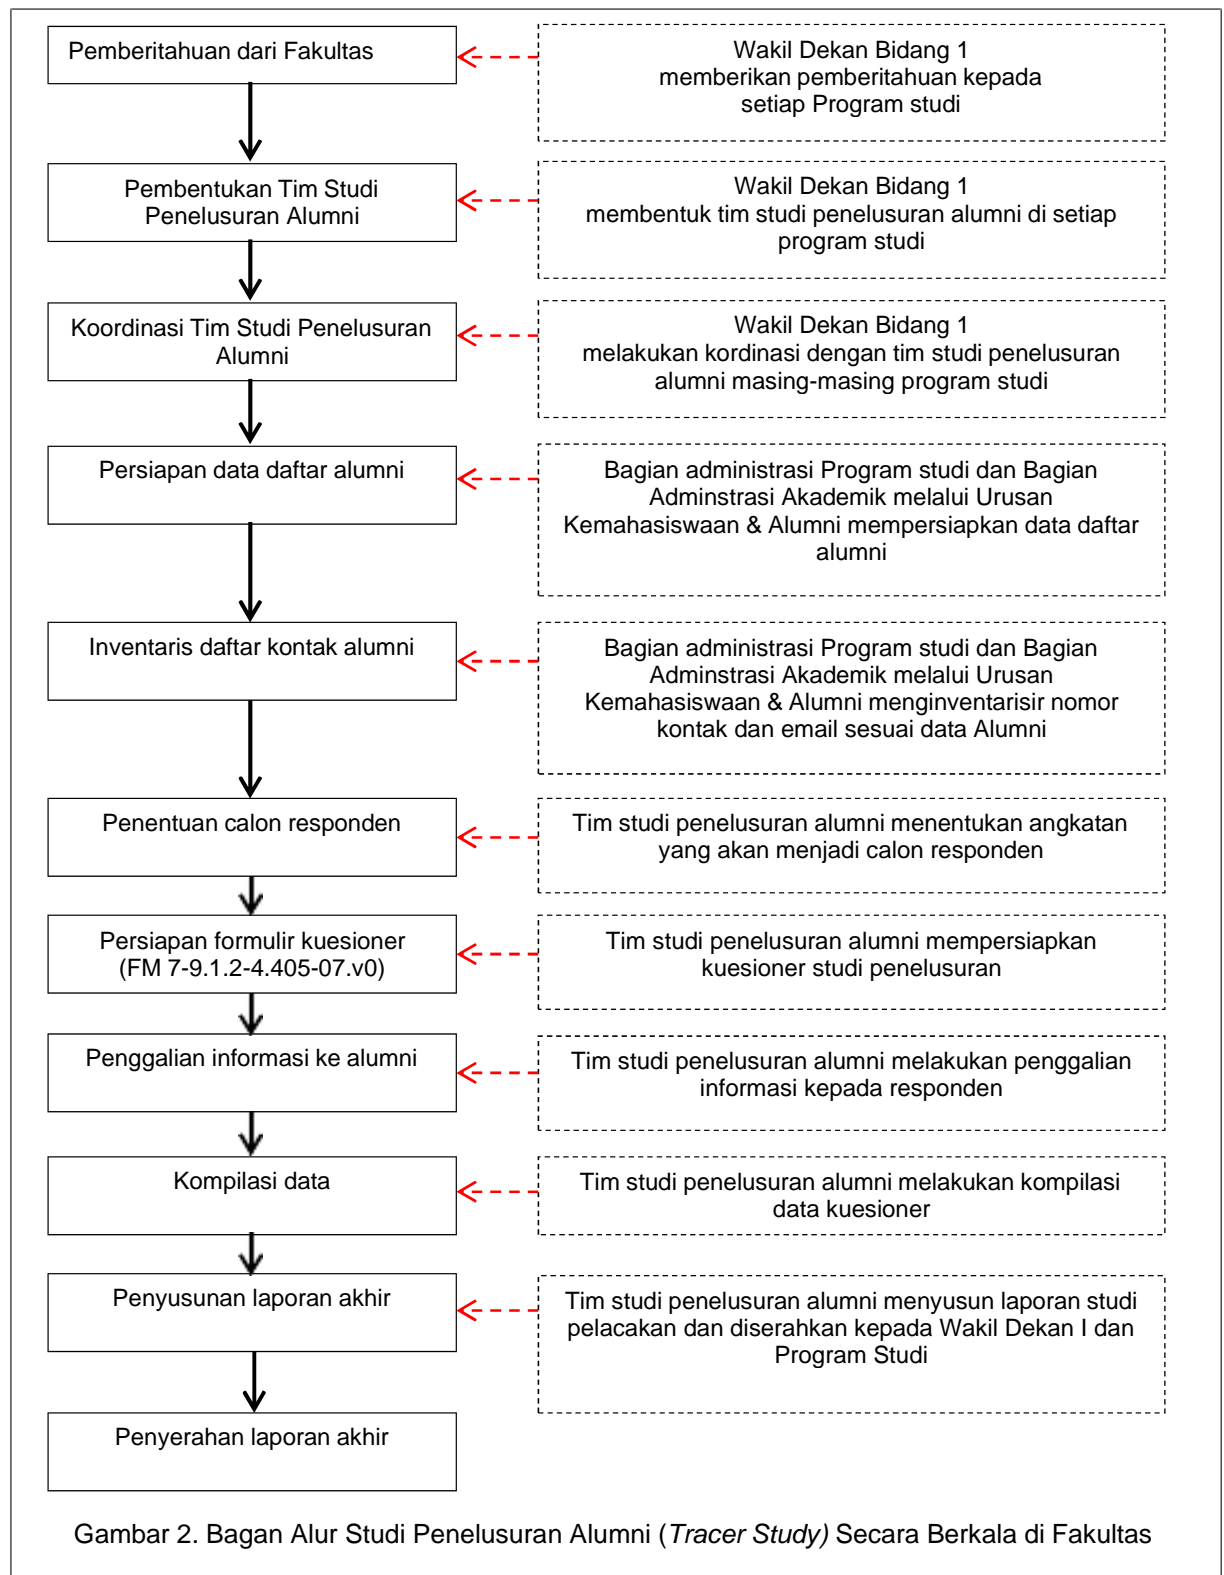 Pemberitahuan dari Fakultas
Wakil Dekan Bidang 1
memberikan pemberitahuan kepada
setiap Program studi
Pembentukan Tim Studi
Penelusuran Alumni
Wakil Dekan Bidang 1
membentuk tim studi penelusuran alumni di setiap
program studi
Koordinasi Tim Studi Penelusuran
Alumni
Wakil Dekan Bidang 1
melakukan kordinasi dengan tim studi penelusuran
alumni masing-masing program studi
Persiapan data daftar alumni
Bagian administrasi Program studi dan Bagian
Adminstrasi Akademik melalui Urusan
Kemahasiswaan & Alumni mempersiapkan data daftar
alumni
Inventaris daftar kontak alumni
Bagian administrasi Program studi dan Bagian
Adminstrasi Akademik melalui Urusan
Kemahasiswaan & Alumni menginventarisir nomor
kontak dan email sesuai data Alumni
Penentuan calon responden
Tim studi penelusuran alumni menentukan angkatan
yang akan menjadi calon responden
Persiapan formulir kuesioner
(FM 7-9.1.2-4.405-07.v0)
Tim studi penelusuran alumni mempersiapkan
kuesioner studi penelusuran
Penggalian informasi ke alumni
Tim studi penelusuran alumni melakukan penggalian
informasi kepada responden
Kompilasi data
Tim studi penelusuran alumni melakukan kompilasi
data kuesioner
Penyusunan laporan akhir
Tim studi penelusuran alumni menyusun laporan studi
pelacakan dan diserahkan kepada Wakil Dekan I dan
Program Studi
Penyerahan laporan akhir
Gambar 2. Bagan Alur Studi Penelusuran Alumni (Tracer Study) Secara Berkala di Fakultas